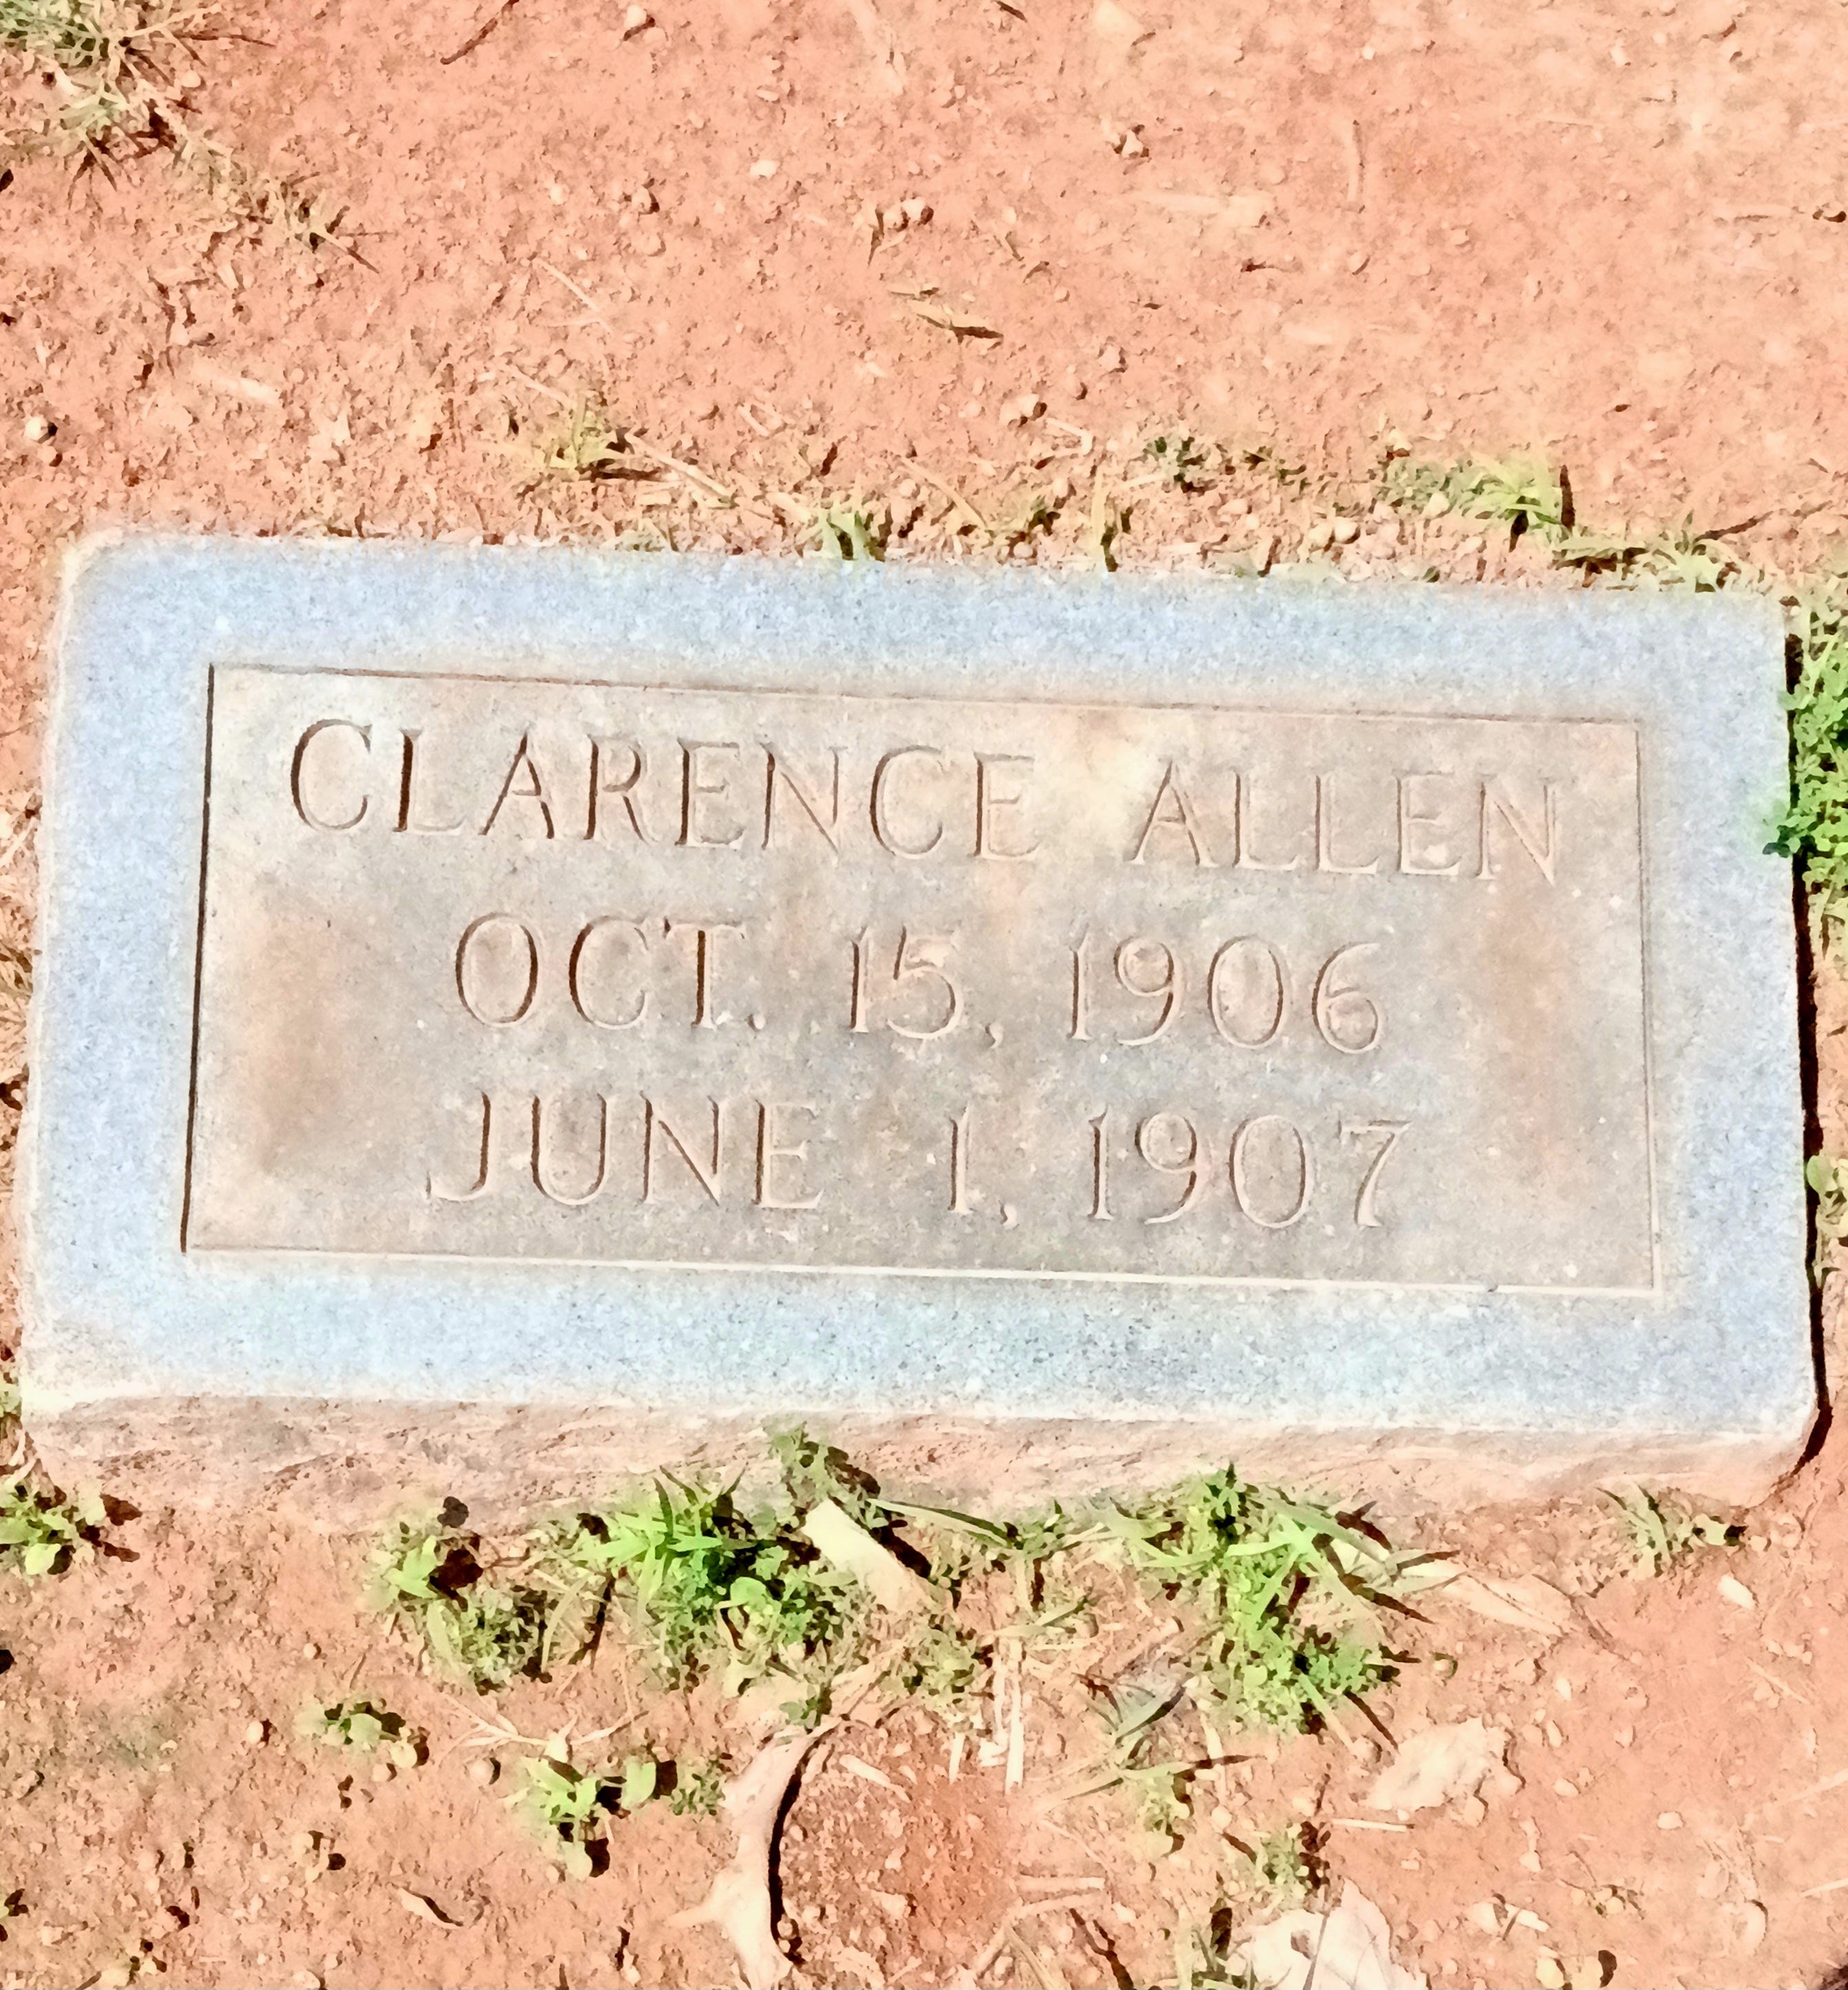 CLARENCE ALLEN
OCT. 15, 1906
JUNE 1, 1907